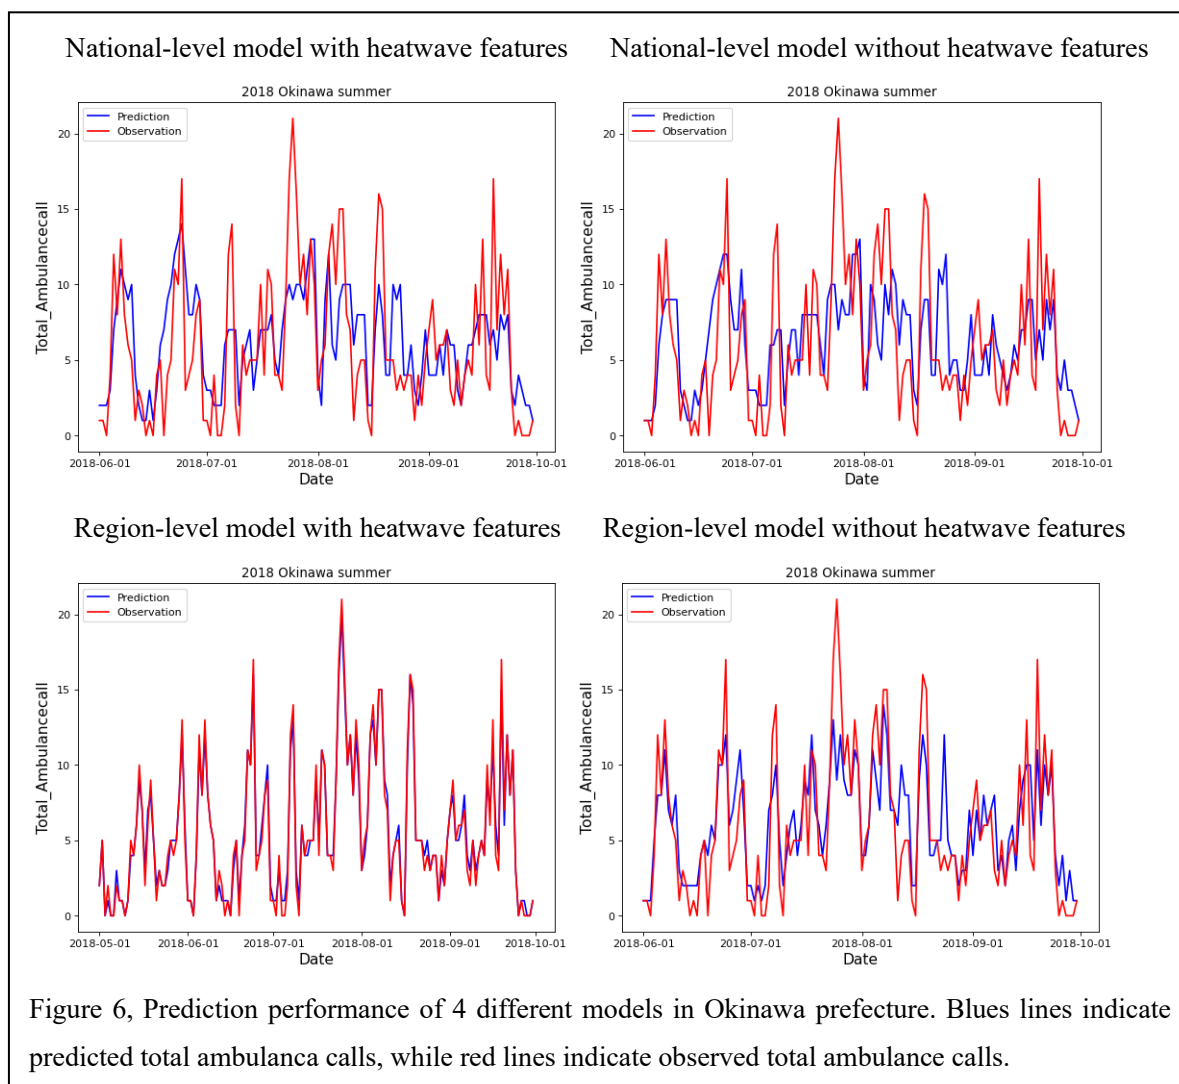 National-level model with heatwave features
National-level model without heatwave features
2018 Okinawa summer
Prediction
Observation
Total_Ambulancecall
20
15
10
5
0
2018-06-01
2018-07-01
2018-08-01
2018-09-01
2018-10-01
Date
2018 Okinawa summer
Prediction
Observation
Total_Ambulancecall
20
15
10
5
0
2018-06-01
2018-07-01
2018-08-01
2018-09-01
2018-10-01
Date
Region-level model with heatwave features
Region-level model without heatwave features
2018 Okinawa summer
Prediction
Observation
Total_Ambulancecall
20
15
10
5
0
2018-05-01
2018-06-01
2018-07-01
2018-08-01
2018-09-01
2018-10-01
Date
2018 Okinawa summer
Prediction
Observation
Total_Ambulancecall
20
15
10
5
0
2018-06-01
2018-07-01
2018-08-01
2018-09-01
2018-10-01
Date
Figure 6, Prediction performance of 4 different models in Okinawa prefecture. Blues lines indicate
predicted total ambulanca calls, while red lines indicate observed total ambulance calls.